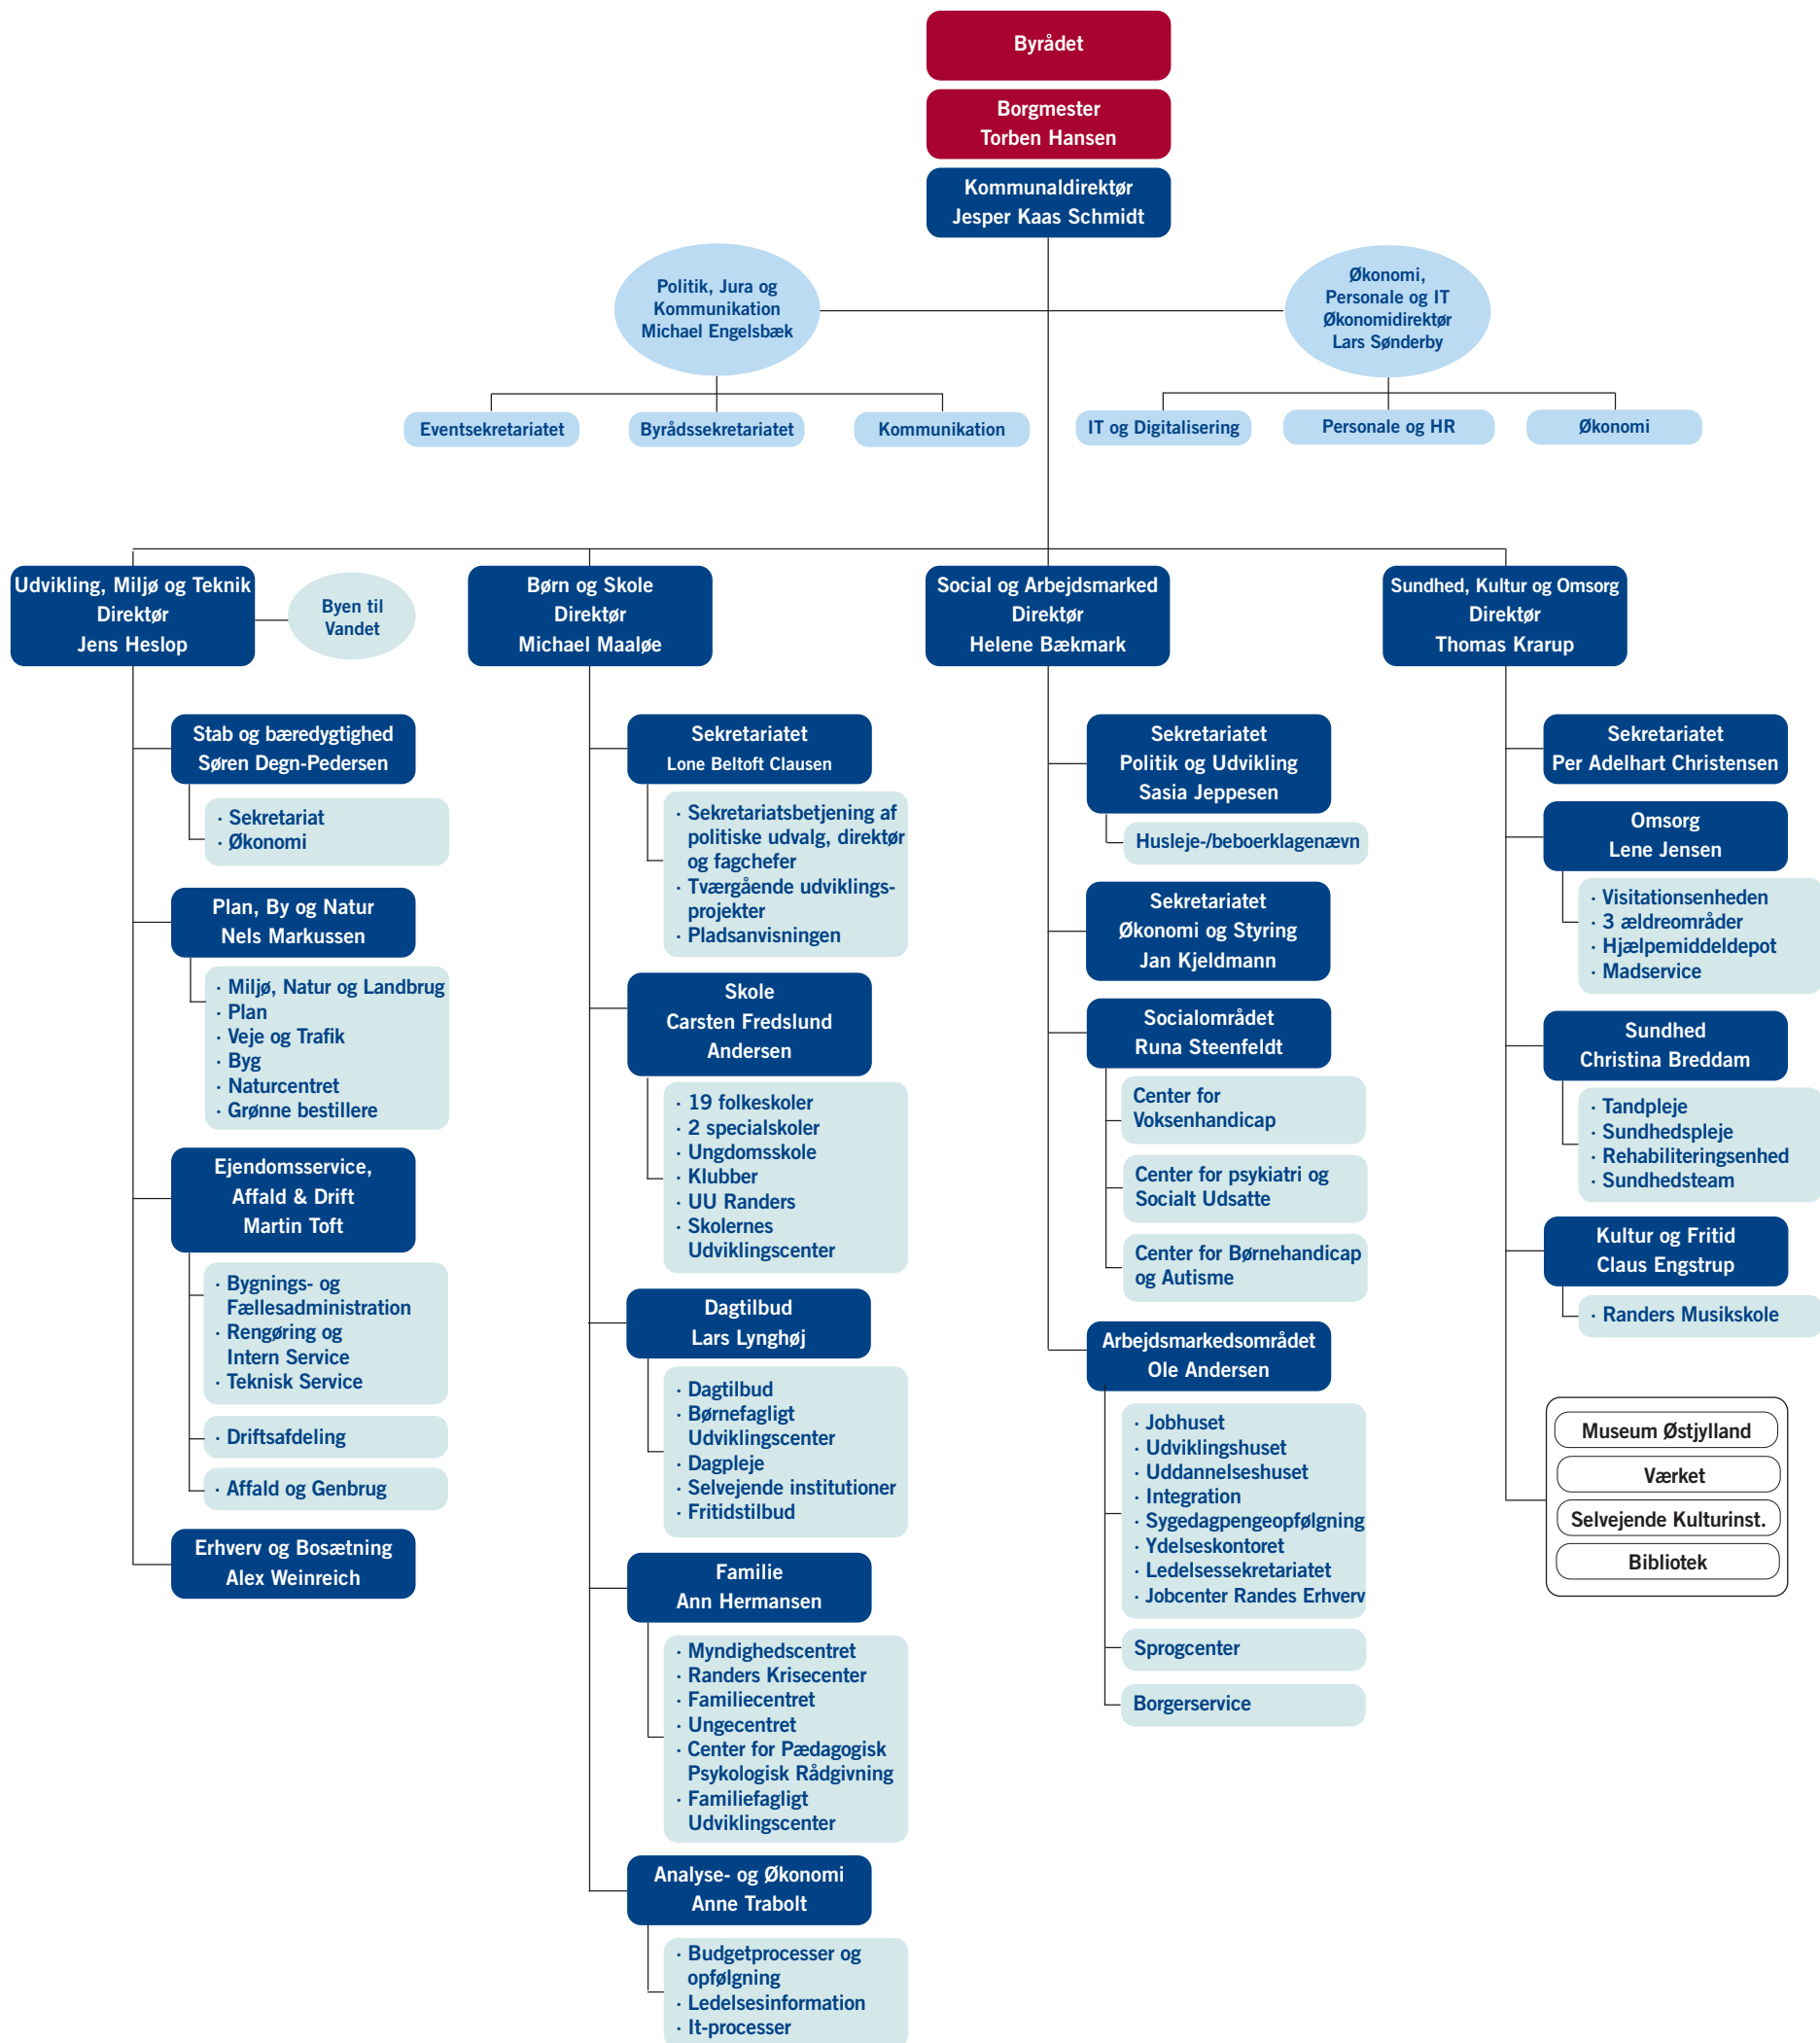 Byrådet
Borgmester
Torben Hansen
Kommunaldirektør
Jesper Kaas Schmidt
Politik, Jura og
Kommunikation
Michael Engelsbæk
Økonomi,
Personale og IT
Økonomidirektør
Lars Sønderby
Eventsekretariatet
Byrådssekretariatet
Kommunikation
IT og Digitalisering
Personale og HR
Økonomi
Udvikling, Miljø og Teknik
Direktør
Jens Heslop
Byen til
Vandet
Stab og bæredygtighed
Søren Degn-Pedersen
· Sekretariat
· Økonomi
Plan, By og Natur
Nels Markussen
· Miljø, Natur og Landbrug
· Plan
· Veje og Trafik
· Byg
· Naturcentret
· Grønne bestillere
Ejendomsservice,
Affald & Drift
Martin Toft
· Bygnings- og
Fællesadministration
· Rengøring og
Intern Service
· Teknisk Service
· Driftsafdeling
· Affald og Genbrug
Erhverv og Bosætning
Alex Weinreich
Børn og Skole
Direktør
Michael Maaløe
Sekretariatet
Lone Beltoft Clausen
· Sekretariatsbetjening af
politiske udvalg, direktør
og fagchefer
· Tværgående udviklings-
projekter
· Pladsanvisningen
Skole
Carsten Fredslund
Andersen
· 19 folkeskoler
· 2 specialskoler
· Ungdomsskole
· Klubber
· UU Randers
· Skolernes
Udviklingscenter
Dagtilbud
Lars Lynghøj
· Dagtilbud
· Børnefagligt
Udviklingscenter
· Dagpleje
· Selvejende institutioner
· Fritidstilbud
Familie
Ann Hermansen
· Myndighedscentret
· Randers Krisecenter
· Familiecentret
· Ungecentret
· Center for Pædagogisk
Psykologisk Rådgivning
· Familiefagligt
Udviklingscenter
Analyse- og Økonomi
Anne Trabolt
· Budgetprocesser og
opfølgning
· Ledelsesinformation
· It-processer
Social og Arbejdsmarked
Direktør
Helene Bækmark
Sekretariatet
Politik og Udvikling
Sasia Jeppesen
Husleje-/beboerklagenævn
Sekretariatet
Økonomi og Styring
Jan Kjeldmann
Socialområdet
Runa Steenfeldt
Center for
Voksenhandicap
Center for psykiatri og
Socialt Udsatte
Center for Børnehandicap
og Autisme
Arbejdsmarkedsområdet
Ole Andersen
· Jobhuset
· Udviklingshuset
· Uddannelseshuset
· Integration
· Sygedagpengeopfølgning
· Ydelseskontoret
· Ledelsessekretariatet
· Jobcenter Randes Erhverv
Sprogcenter
Borgerservice
Sundhed, Kultur og Omsorg
Direktør
Thomas Krarup
Sekretariatet
Per Adelhart Christensen
Omsorg
Lene Jensen
· Visitationsenheden
· 3 ældreområder
· Hjælpemiddeldepot
· Madservice
Sundhed
Christina Breddam
· Tandpleje
· Sundhedspleje
· Rehabiliteringsenhed
· Sundhedsteam
Kultur og Fritid
Claus Engstrup
· Randers Musikskole
Museum Østjylland
Værket
Selvejende Kulturinst.
Bibliotek